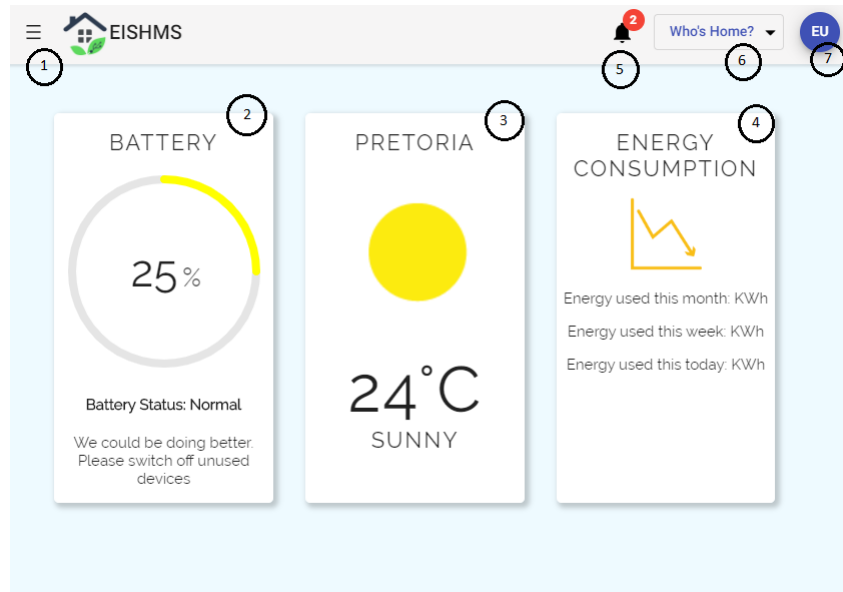 EISHMS
2
Who's Home?
EU
1
5
6
7
2
3
4
BATTERY
25 %
Battery Status: Normal
We could be doing better.
Please switch off unused
devices
PRETORIA
24°C
SUNNY
ENERGY
CONSUMPTION
Energy used this month: KWh
Energy used this week: KWh
Energy used this today: KWh